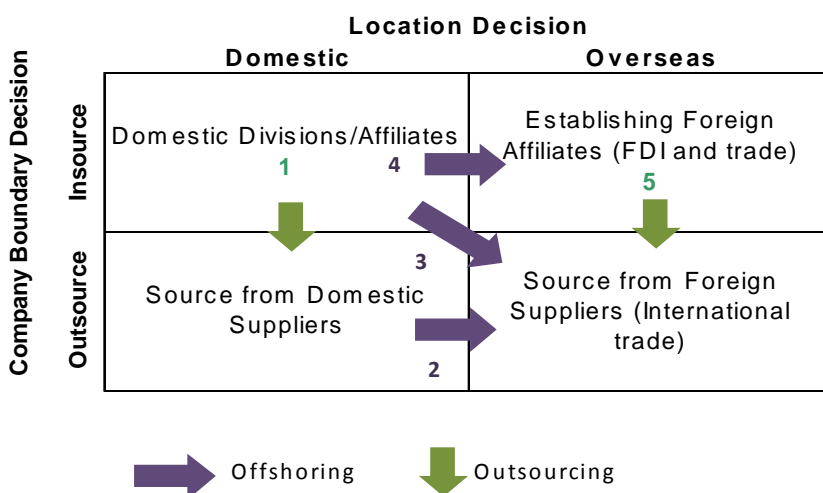 Location Decision
Domestic
Overseas
Company Boundary Decision
Insource
Domestic Divisions/Affiliates
1
4
Establishing Foreign
Affiliates (FDI and trade)
5
Outsource
3
Source from Domestic
Suppliers
2
Source from Foreign
Suppliers (International
trade)
Offshoring
Outsourcing